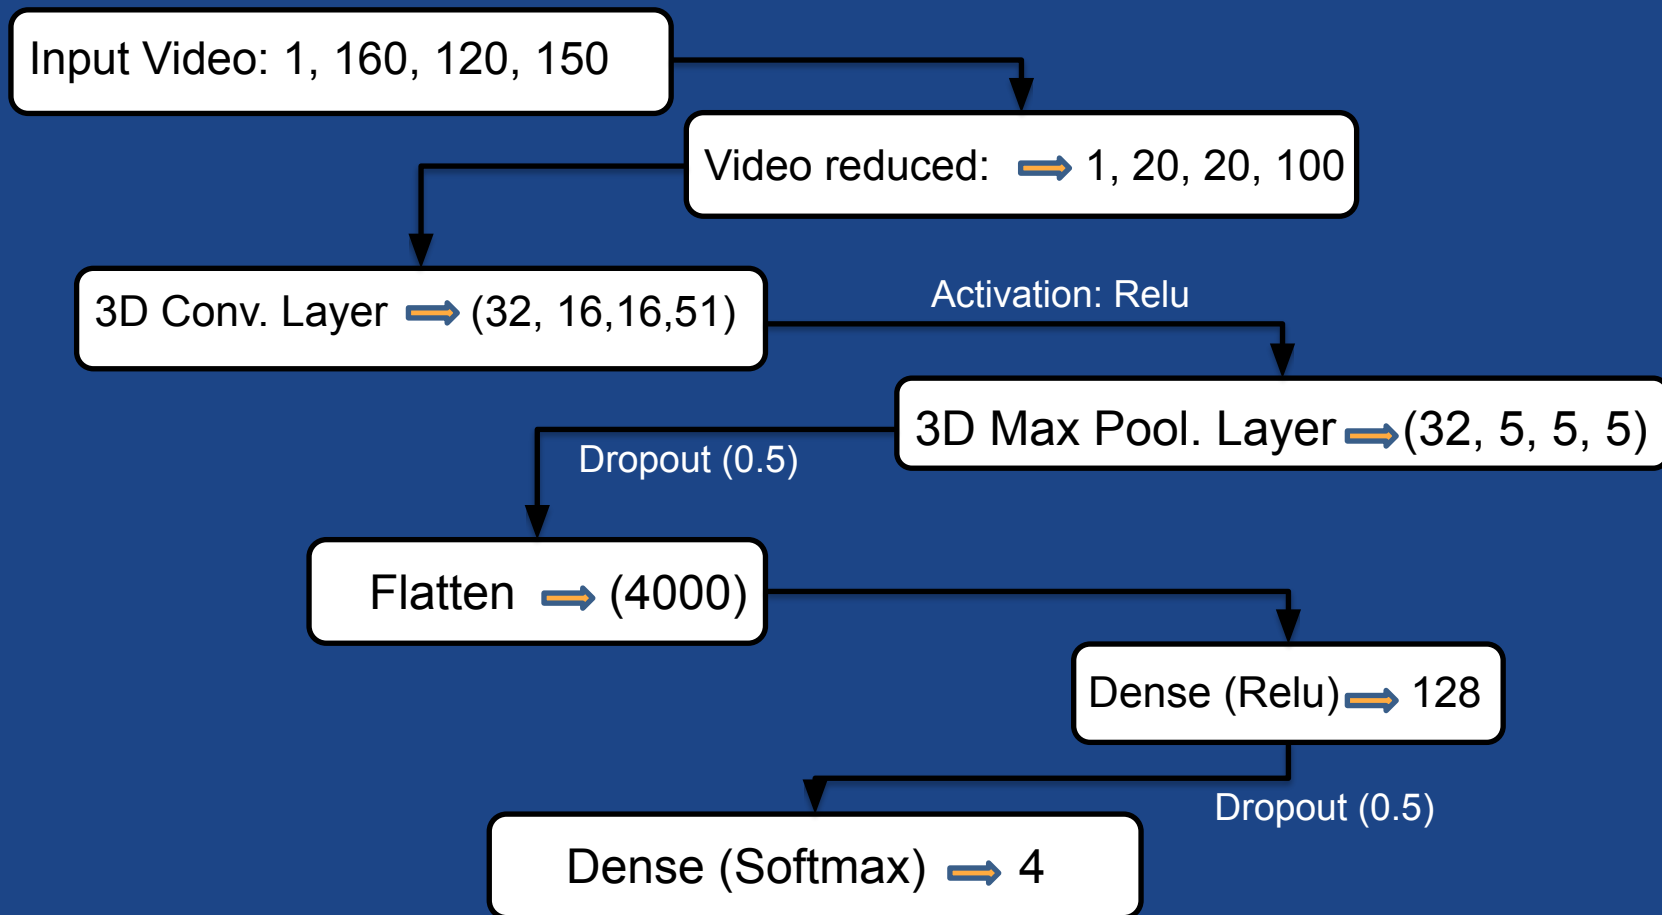 Input Video: 1, 160, 120, 150
Video reduced: 1, 20, 20, 100
3D Conv. Layer (32, 16,16,51)
Activation: Relu
3D Max Pool. Layer (32, 5, 5, 5)
Dropout (0.5)
Flatten (4000)
Dense (Relu) 128
Dropout (0.5)
Dense (Softmax) 4